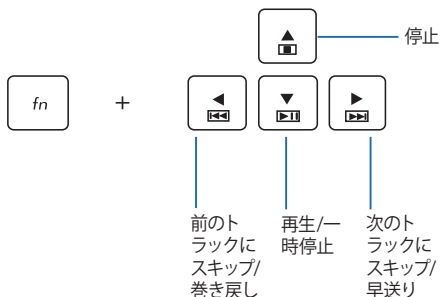 停止
fn
+
前のト
ラックに
スキップ/
巻き戻し
再生/一
時停止
次のト
ラックに
スキップ/
早送り